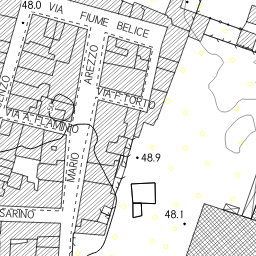 48.0
VIA FIUME BELICE
AREZZO
VIA F. TORTO
VIA A. FLAMINIO
MARIO
48.9
48.1
SARINO